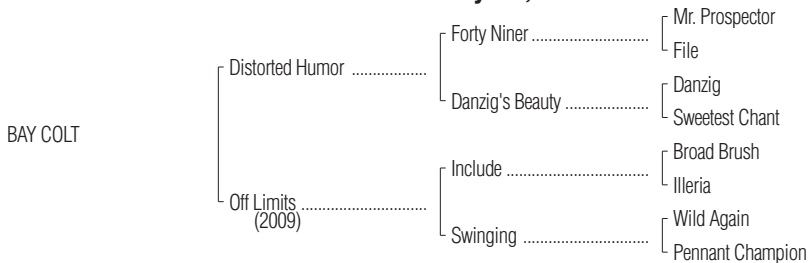 Mr. Prospector
Forty Niner ............................
File
Distorted Humor ..................
Danzig
Danzig's Beauty ....................
Sweetest Chant
BAY COLT
Broad Brush
Include ..................................
Illeria
Off Limits ..............................
(2009)
Wild Again
Swinging ..............................
Pennant Champion